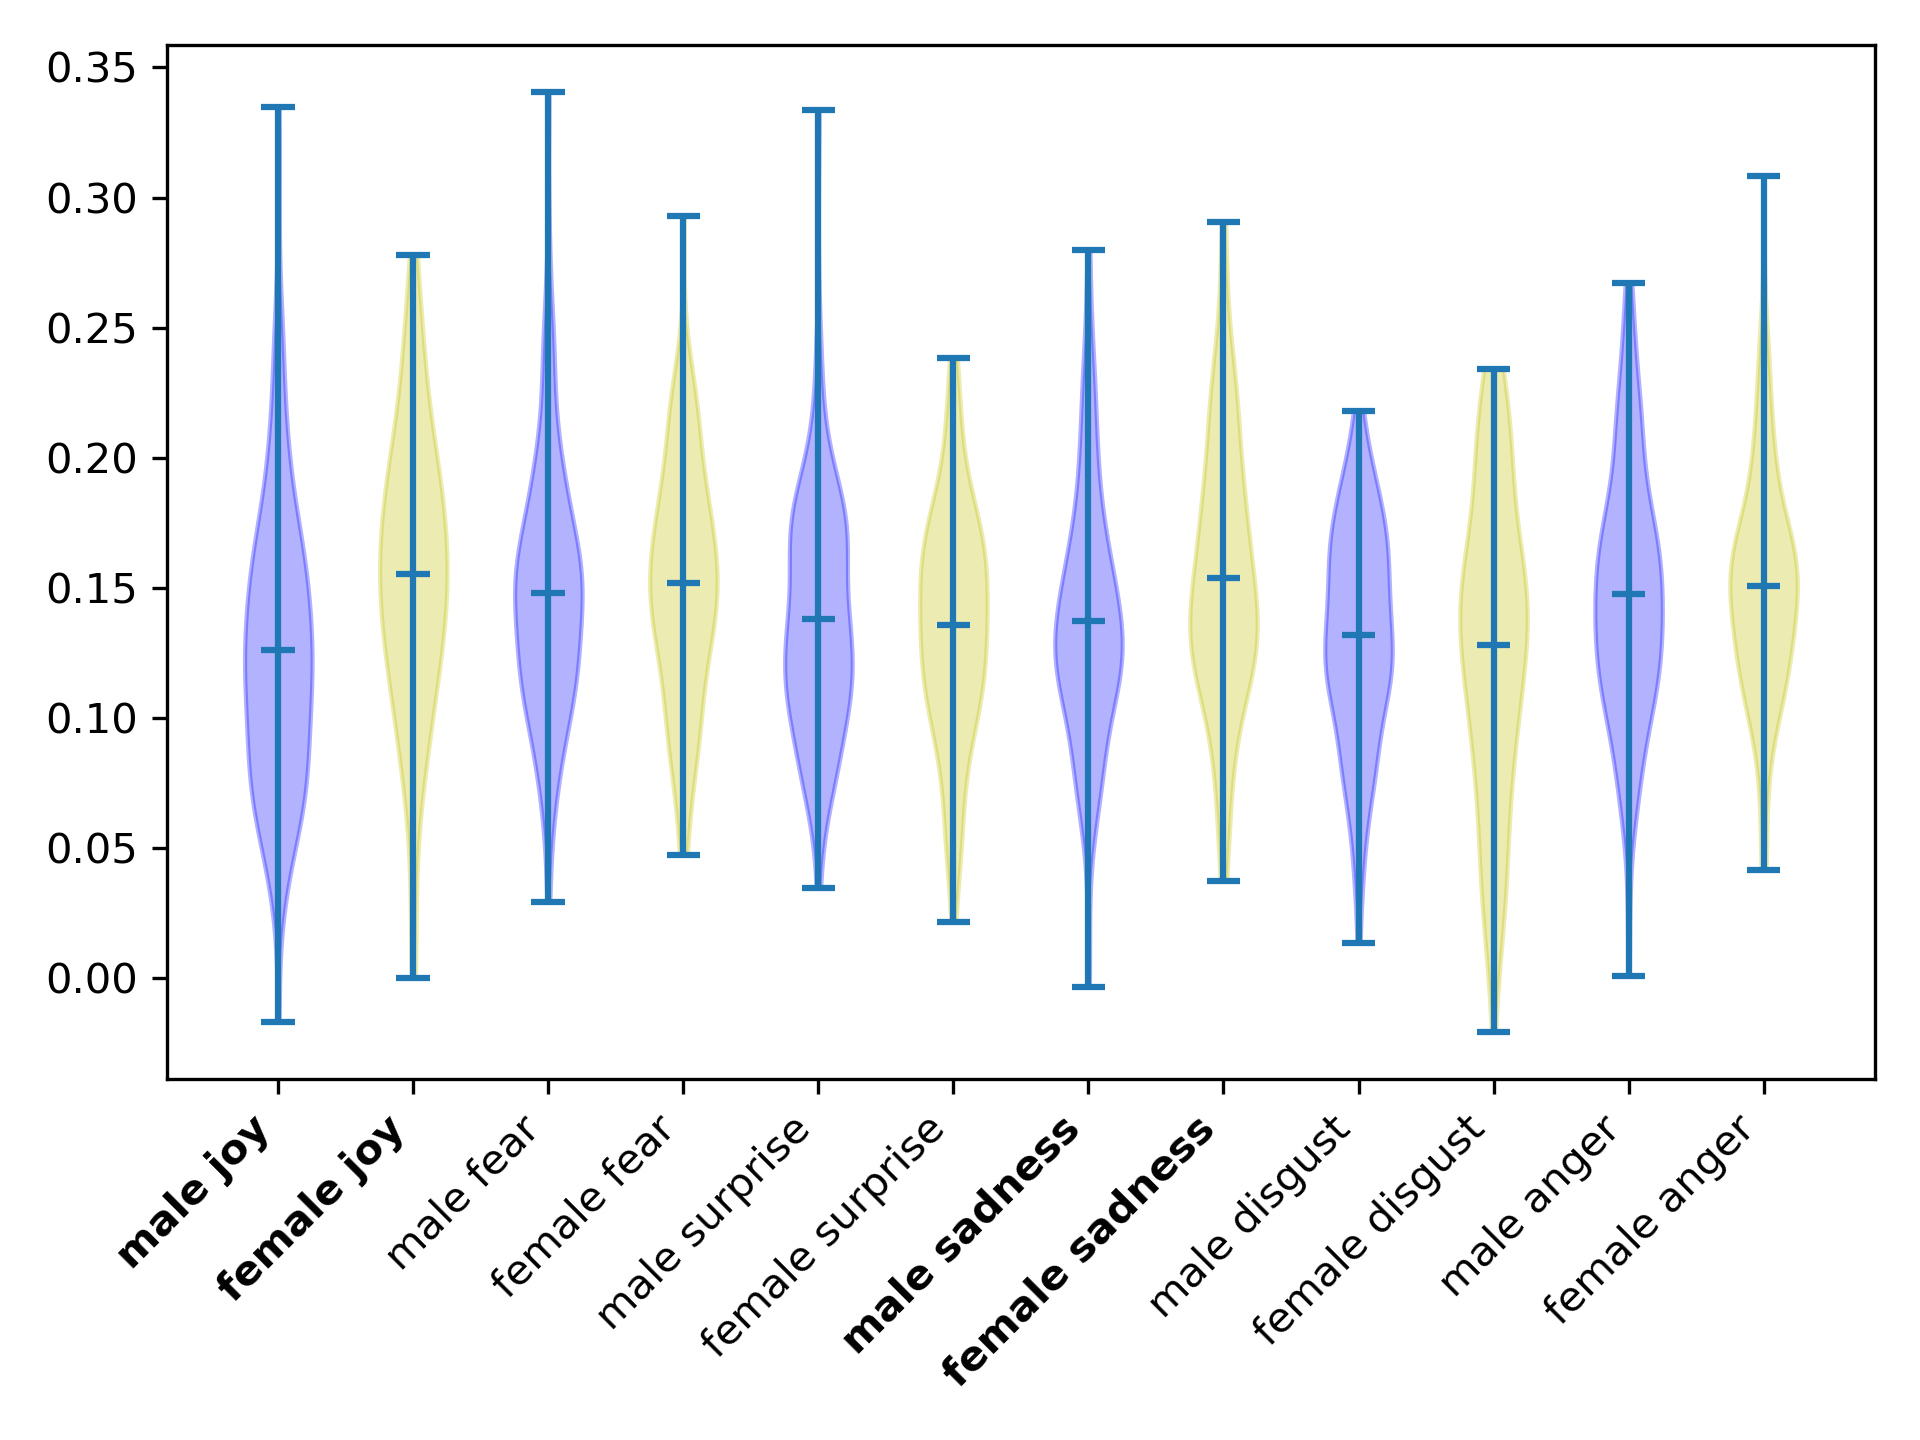 0.35
0.30
0.25
0.20
0.15
0.10
0.05
0.00
male joy
female joy
male fear
female fear
male surprise
female surprise
male sadness
female sadness
male disgust
female disgust
male anger
female anger